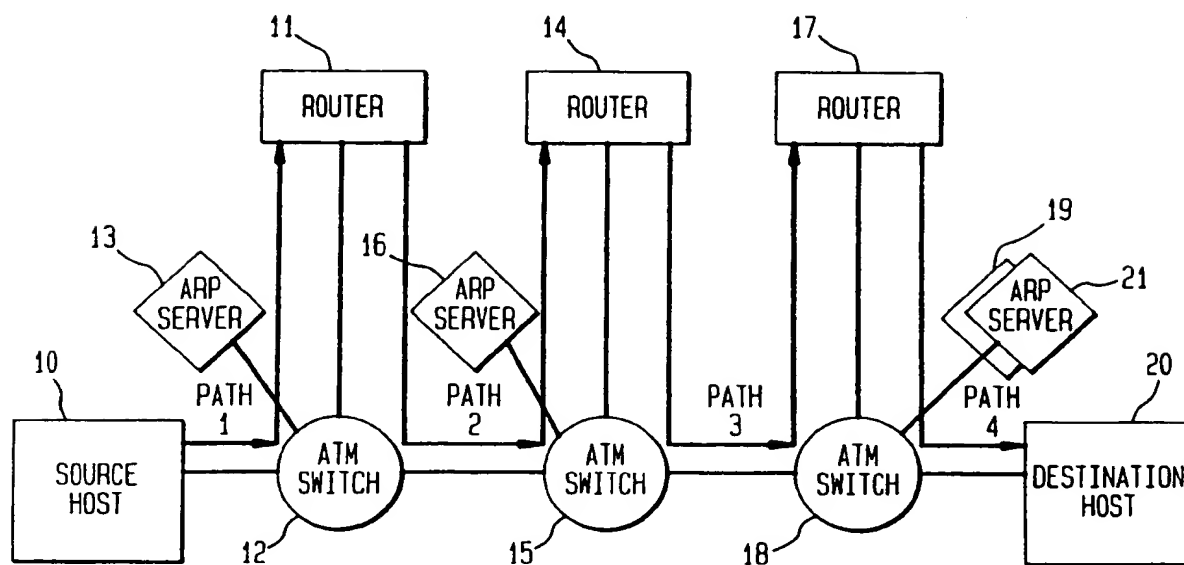 11
14
17
ROUTER
ROUTER
ROUTER
13
16
19
ARP
SERVER
ARP
SERVER
ARP
SERVER
21
10
PATH
1
PATH
2
PATH
3
PATH
4
20
SOURCE
HOST
ATM
SWITCH
ATM
SWITCH
ATM
SWITCH
DESTINATION
HOST
12
15
18